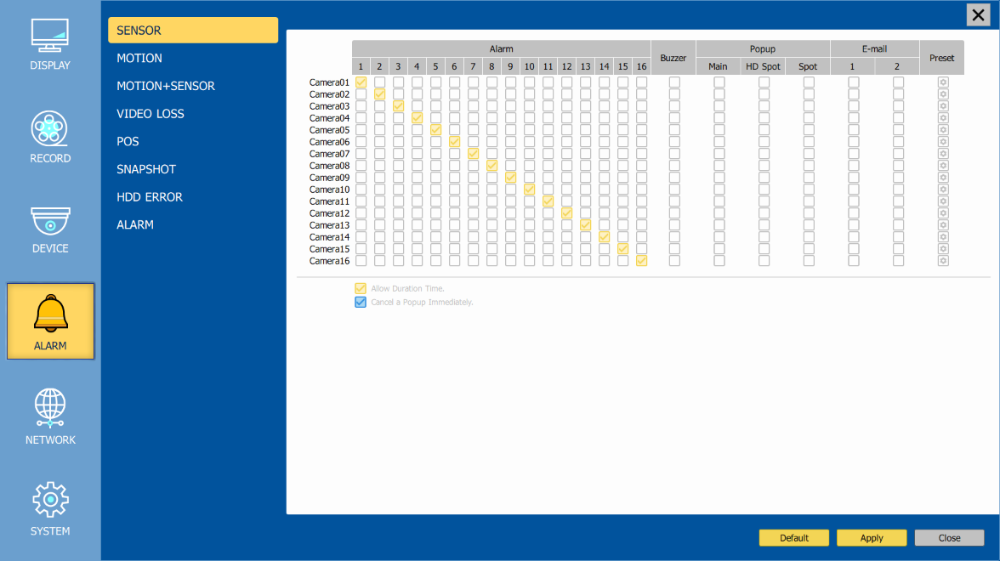 DISPLAY
RECORD
DEVICE
ALARM
NETWORK
SYSTEM
SENSOR
MOTION
MOTION+SENSOR
VIDEO LOSS
POS
SNAPSHOT
HDD ERROR
ALARM
Alarm Buzzer Popup E-mail Preset
1 2 3 4 5 6 7 8 9 10 11 12 13 14 15 16 Main HD Spot Spot 1 2
Camera01
Camera02
Camera03
Camera04
Camera05
Camera06
Camera07
Camera08
Camera09
Camera10
Camera11
Camera12
Camera13
Camera14
Camera15
Camera16
Allow Duration Time.
Cancel a Popup Immediately.
Default Apply Close